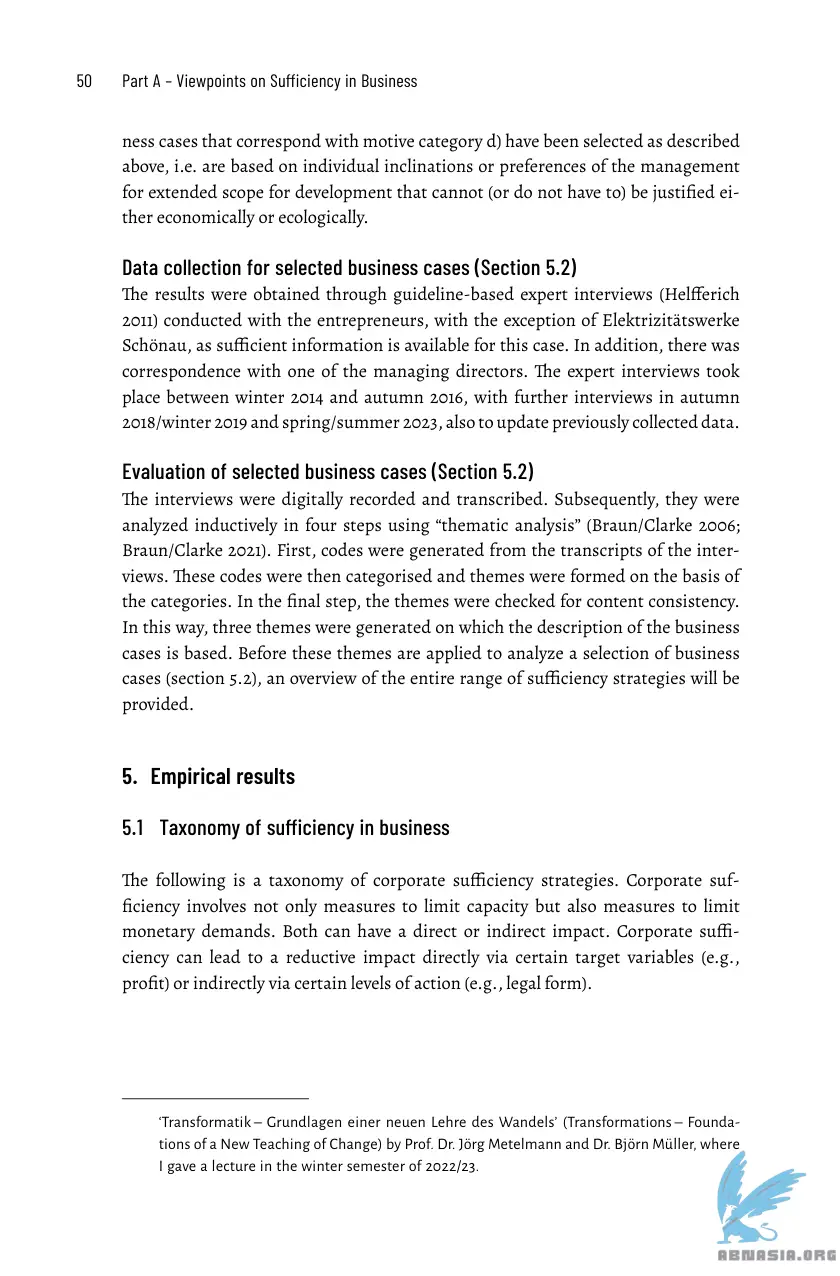 50 Part A – Viewpoints on Sufficiency in Business
ness cases that correspond with motive category d) have been selected as described
above, i.e. are based on individual inclinations or preferences of the management
for extended scope for development that cannot (or do not have to) be justified ei-
ther economically or ecologically.
Data collection for selected business cases (Section 5.2)
The results were obtained through guideline-based expert interviews (Helfferich
2011) conducted with the entrepreneurs, with the exception of Elektrizitätswerke
Schönau, as sufficient information is available for this case. In addition, there was
correspondence with one of the managing directors. The expert interviews took
place between winter 2014 and autumn 2016, with further interviews in autumn
2018/winter 2019 and spring/summer 2023, also to update previously collected data.
Evaluation of selected business cases (Section 5.2)
The interviews were digitally recorded and transcribed. Subsequently, they were
analyzed inductively in four steps using “thematic analysis” (Braun/Clarke 2006;
Braun/Clarke 2021). First, codes were generated from the transcripts of the inter-
views. These codes were then categorised and themes were formed on the basis of
the categories. In the final step, the themes were checked for content consistency.
In this way, three themes were generated on which the description of the business
cases is based. Before these themes are applied to analyze a selection of business
cases (section 5.2), an overview of the entire range of sufficiency strategies will be
provided.
5. Empirical results
5.1 Taxonomy of sufficiency in business
The following is a taxonomy of corporate sufficiency strategies. Corporate suf-
ficiency involves not only measures to limit capacity but also measures to limit
monetary demands. Both can have a direct or indirect impact. Corporate suffi-
ciency can lead to a reductive impact directly via certain target variables (e.g.,
profit) or indirectly via certain levels of action (e.g., legal form).
‘Transformatik – Grundlagen einer neuen Lehre des Wandels’ (Transformations – Founda-
tions of a New Teaching of Change) by Prof. Dr. Jörg Metelmann and Dr. Björn Müller, where
I gave a lecture in the winter semester of 2022/23.
ABNASIA.ORG